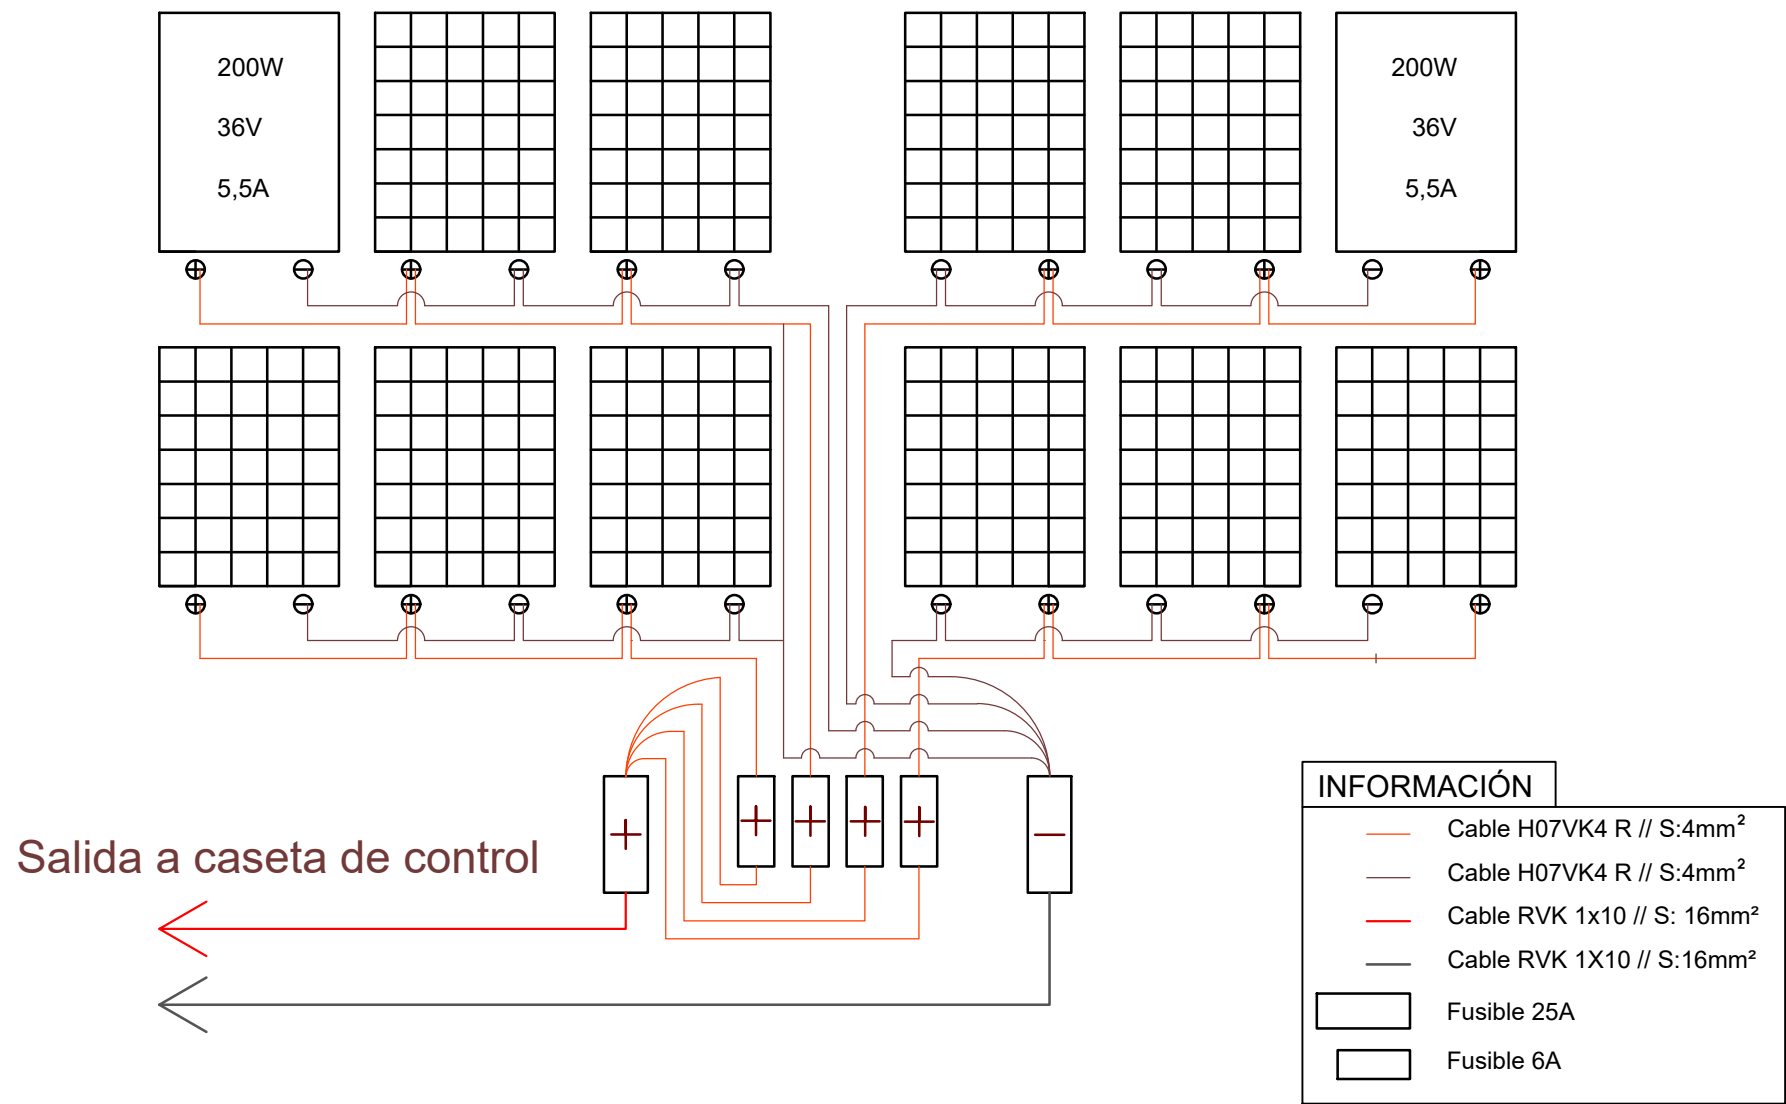 200W
36V
5,5A
200W
36V
5,5A
Salida a caseta de control
INFORMACIÓN
Cable H07VK4 R // S:4mm²
Cable H07VK4 R // S:4mm²
Cable RVK 1x10 // S: 16mm²
Cable RVK 1X10 // S:16mm²
Fusible 25A
Fusible 6A